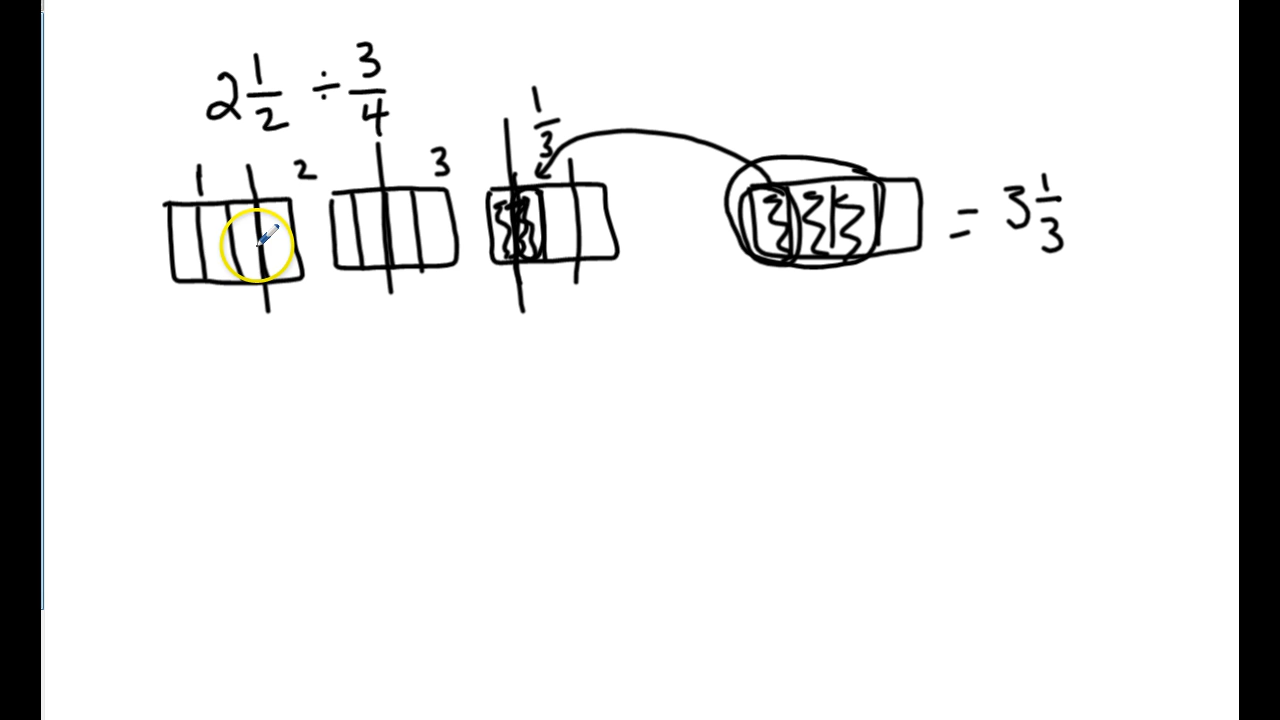 2 1/2 ÷ 3/4
1 2 3 1/3
= 3 1/3